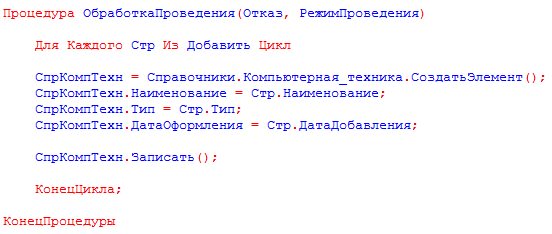 Процедура ОбработкаПроведения(Отказ, РежимПроведения)
Для Каждого Стр Из Добавить Цикл
СпрКомпТехн = Справочники.Компьютерная_техника.СоздатьЭлемент();
СпрКомпТехн.Наименование = Стр.Наименование;
СпрКомпТехн.Тип = Стр.Тип;
СпрКомпТехн.ДатаОформления = Стр.ДатаДобавления;
СпрКомпТехн.Записать();
КонецЦикла;
КонецПроцедуры